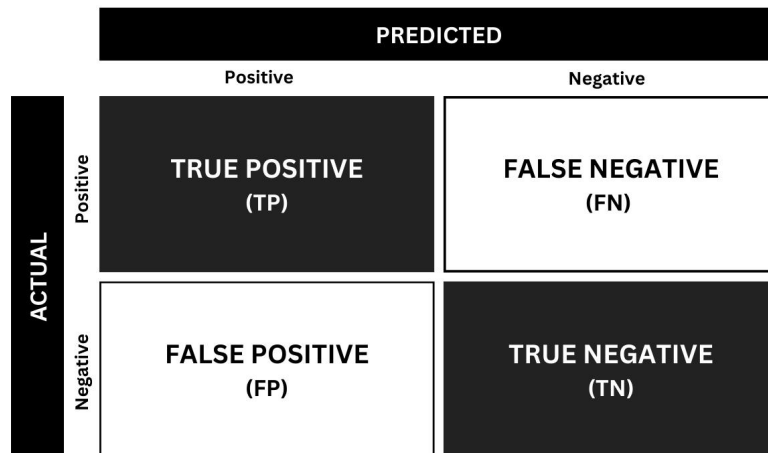 PREDICTED
Positive
Negative
ACTUAL
Positive
TRUE POSITIVE
(TP)
FALSE NEGATIVE
(FN)
Negative
FALSE POSITIVE
(FP)
TRUE NEGATIVE
(TN)